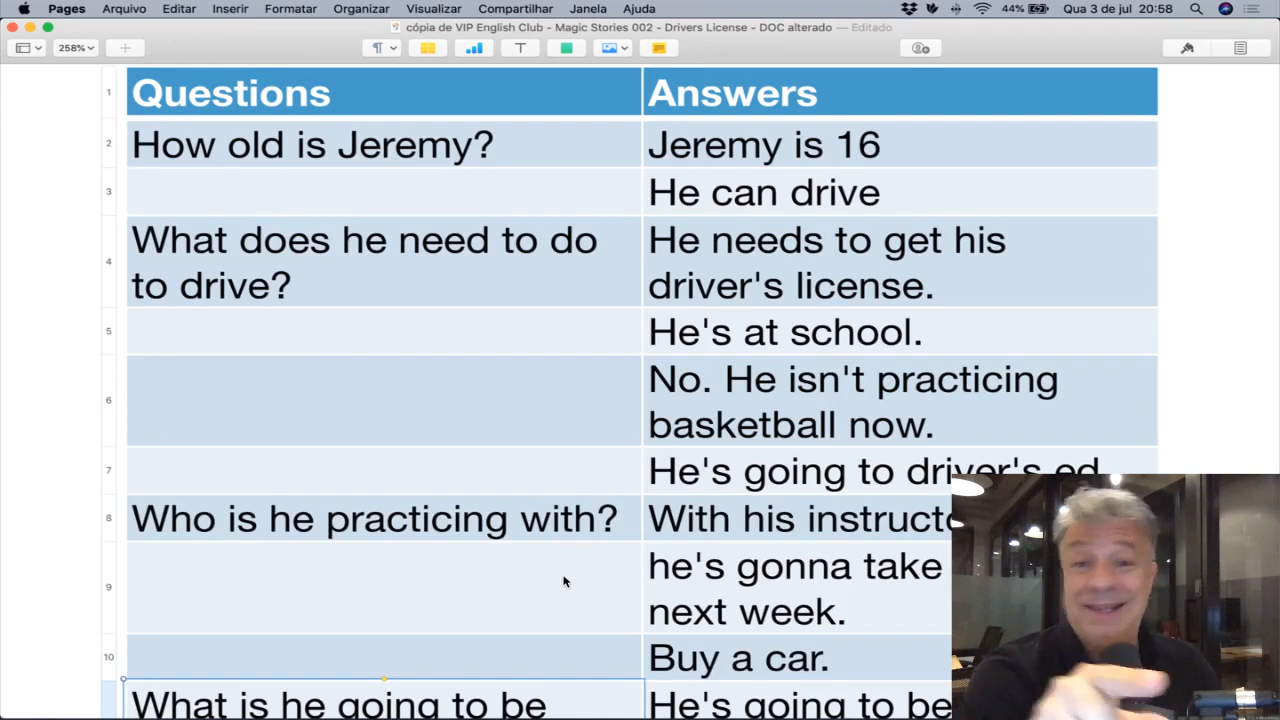 Pages Arquivo Editar Inserir Formatar Organizar Visualizar Compartilhar Janela Ajuda 44% Qua 3 de jul 20:58
cópia de VIP English Club - Magic Stories 002 - Drivers License - DOC alterado — Editado
258%
1 Questions Answers
2 How old is Jeremy? Jeremy is 16
3 He can drive
What does he need to do He needs to get his
4
to drive? driver's license.
5 He's at school.
No. He isn't practicing
6
basketball now.
7 He's going to driver's ed
8 Who is he practicing with? With his
he's gonna take
9
next week.
10 Buy a car.
What is he going to be He's going to be